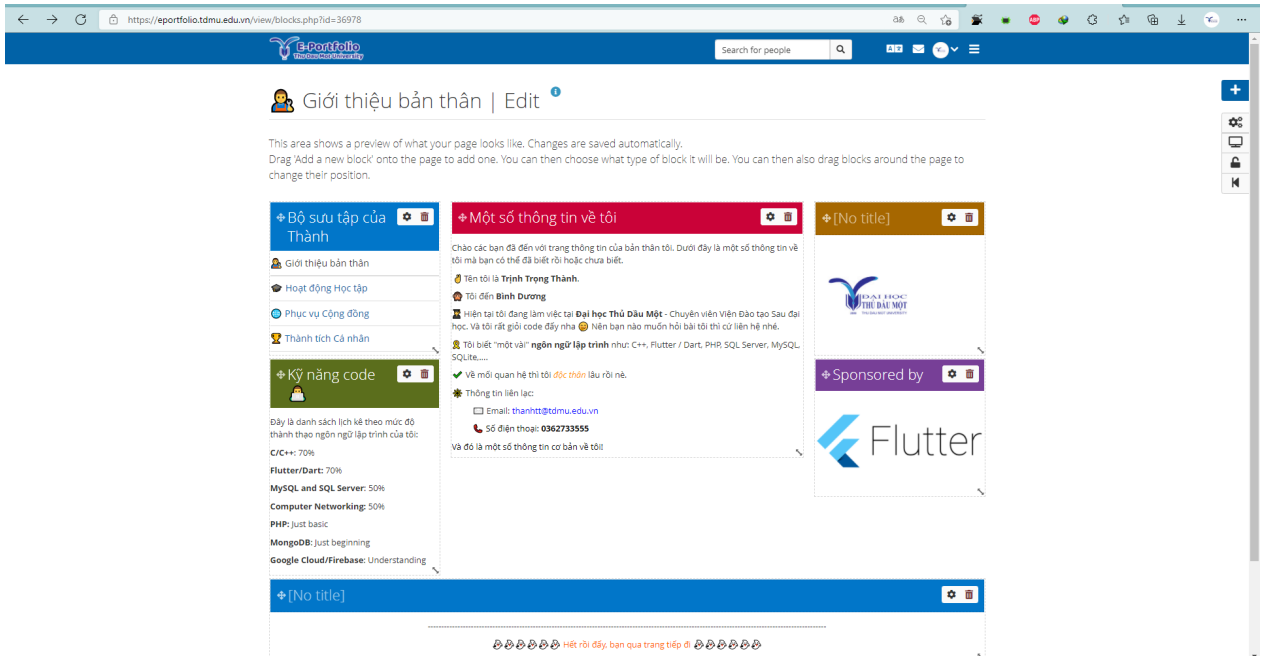 https://eportfolio.tdmu.edu.vn/view/blocks.php?id=36978
E-Portfolio
Thu Dau Mot University
Search for people
Giới thiệu bản thân | Edit
This area shows a preview of what your page looks like. Changes are saved automatically.
Drag 'Add a new block' onto the page to add one. You can then choose what type of block it will be. You can then also drag blocks around the page to
change their position.
Bộ sưu tập của
Thành
Giới thiệu bản thân
Hoạt động Học tập
Phục vụ Cộng đồng
Thành tích Cá nhân
Kỹ năng code
Đây là danh sách lịch kê theo mức độ
thành thạo ngôn ngữ lập trình của tôi:
C/C++: 70%
Flutter/Dart: 70%
MySQL and SQL Server: 50%
Computer Networking: 50%
PHP: Just basic
MongoDB: Just beginning
Google Cloud/Firebase: Understanding
Một số thông tin về tôi
Chào các bạn đã đến với trang thông tin của bản thân tôi. Dưới đây là một số thông tin về
tôi mà bạn có thể đã biết rồi hoặc chưa biết.
Tên tôi là Trịnh Trọng Thành.
Tôi đến Bình Dương
Hiện tại tôi đang làm việc tại Đại học Thủ Dầu Một - Chuyên viên Viện Đào tạo Sau đại
học. Và tôi rất giỏi code đấy nha Nên bạn nào muốn hỏi bài tôi thì cứ liên hệ nhé.
Tôi biết "một vài" ngôn ngữ lập trình như: C++, Flutter / Dart, PHP, SQL Server, MySQL,
SQLite,....
Về mối quan hệ thì tôi độc thân lâu rồi nè.
Thông tin liên lạc:
Email: thanhtt@tdmu.edu.vn
Số điện thoại: 0362733555
Và đó là một số thông tin cơ bản về tôi!
[No title]
ĐẠI HỌC
THỦ DẦU MỘT
THU DAU MOT UNIVERSITY
Sponsored by
Flutter
[No title]
Hết rồi đấy, bạn qua trang tiếp đi